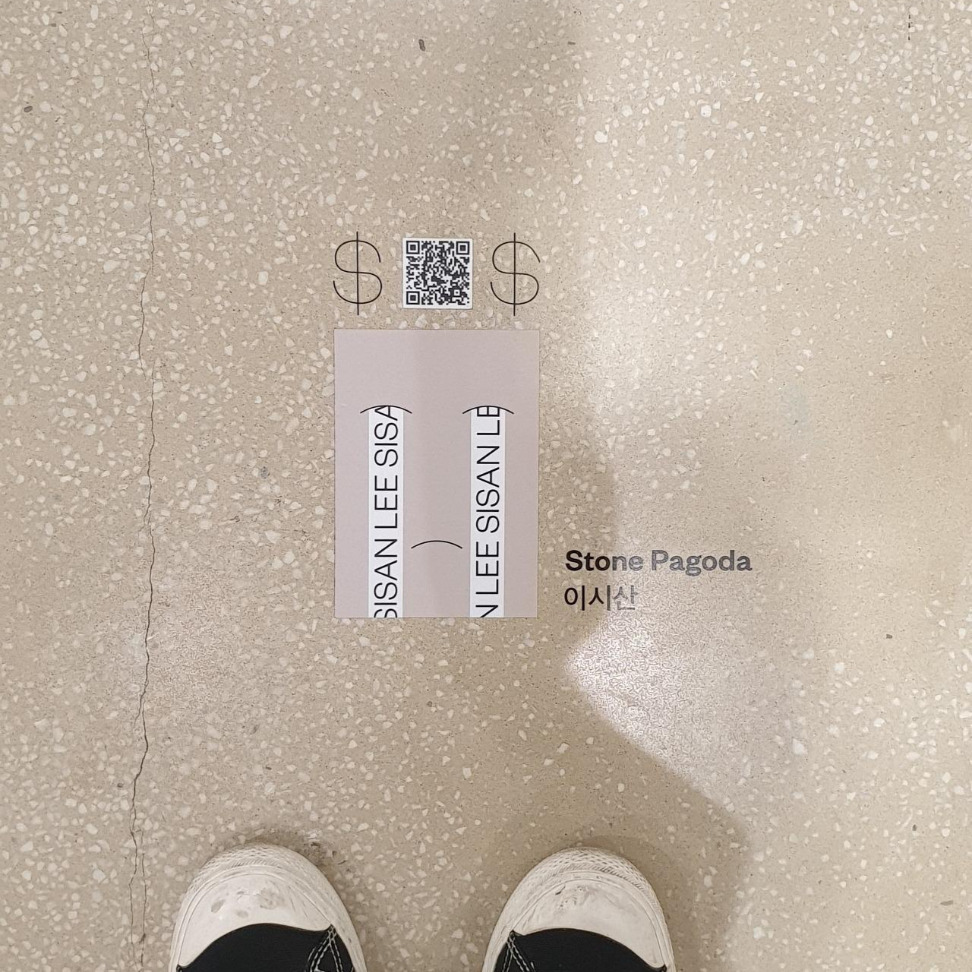 $ $
SISAN LEE SISA
N LEE SISAN LE
Stone Pagoda
이시산